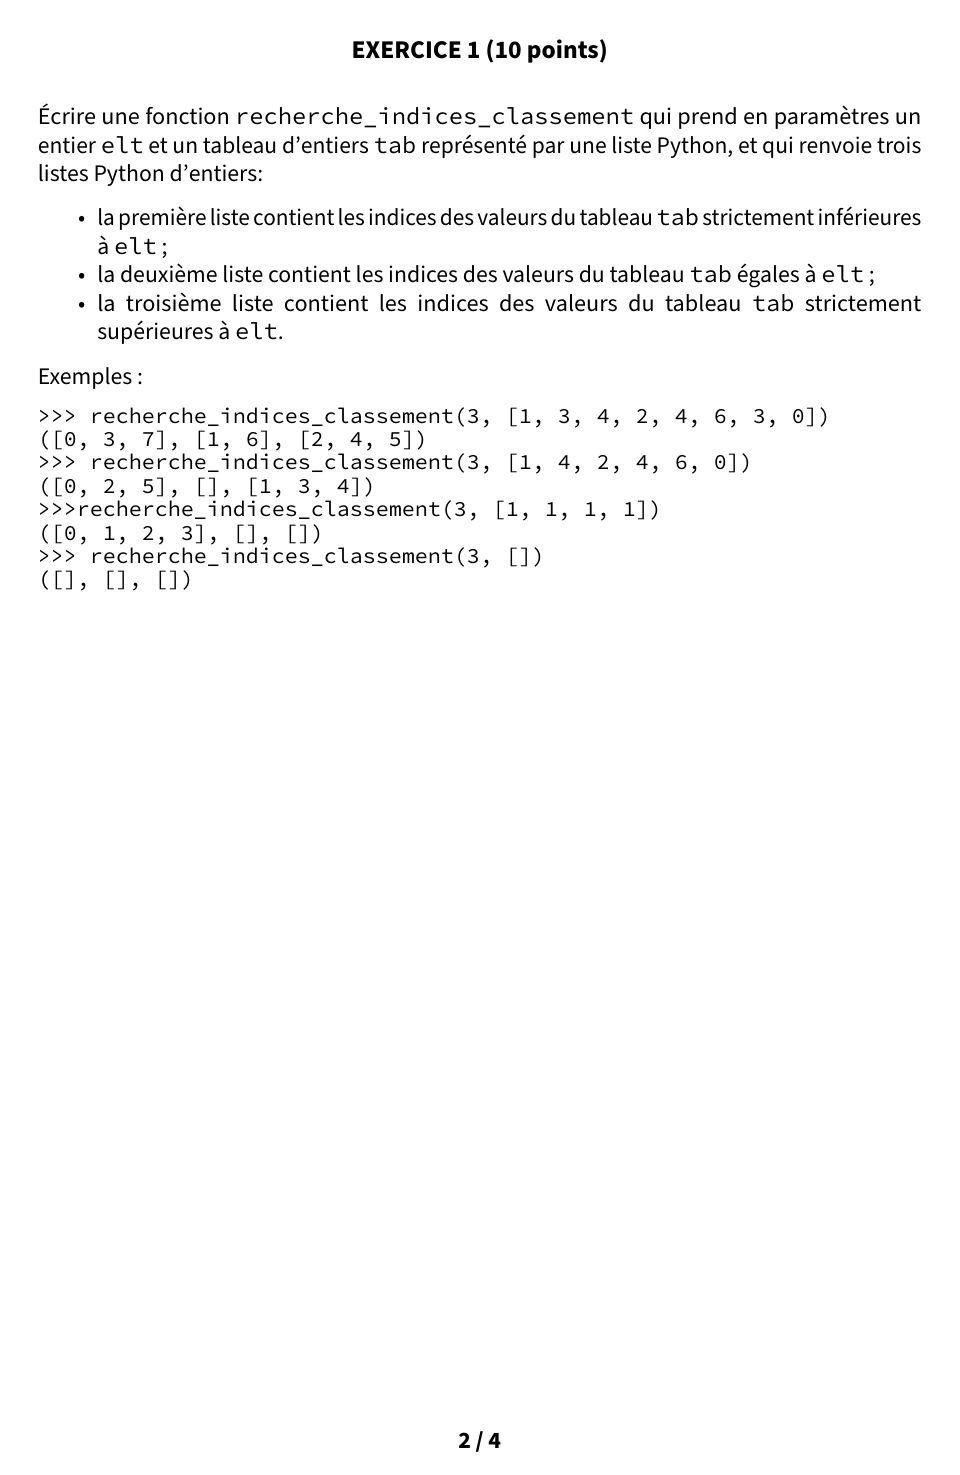 EXERCICE 1 (10 points)
Écrire une fonction recherche_indices_classement qui prend en paramètres un
entier elt et un tableau d’entiers tab représenté par une liste Python, et qui renvoie trois
listes Python d’entiers:
• la première liste contient les indices des valeurs du tableau tab strictement inférieures
à elt ;
• la deuxième liste contient les indices des valeurs du tableau tab égales à elt ;
• la troisième liste contient les indices des valeurs du tableau tab strictement
supérieures à elt.
Exemples :
>>> recherche_indices_classement(3, [1, 3, 4, 2, 4, 6, 3, 0])
([0, 3, 7], [1, 6], [2, 4, 5])
>>> recherche_indices_classement(3, [1, 4, 2, 4, 6, 0])
([0, 2, 5], [], [1, 3, 4])
>>>recherche_indices_classement(3, [1, 1, 1, 1])
([0, 1, 2, 3], [], [])
>>> recherche_indices_classement(3, [])
([], [], [])
2 / 4